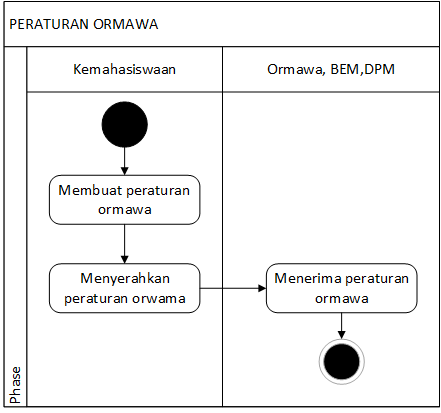 PERATURAN ORMAWA
Kemahasiswaan
Ormawa, BEM,DPM
Membuat peraturan
ormawa
Menyerahkan
peraturan orwama
Menerima peraturan
ormawa
Phase